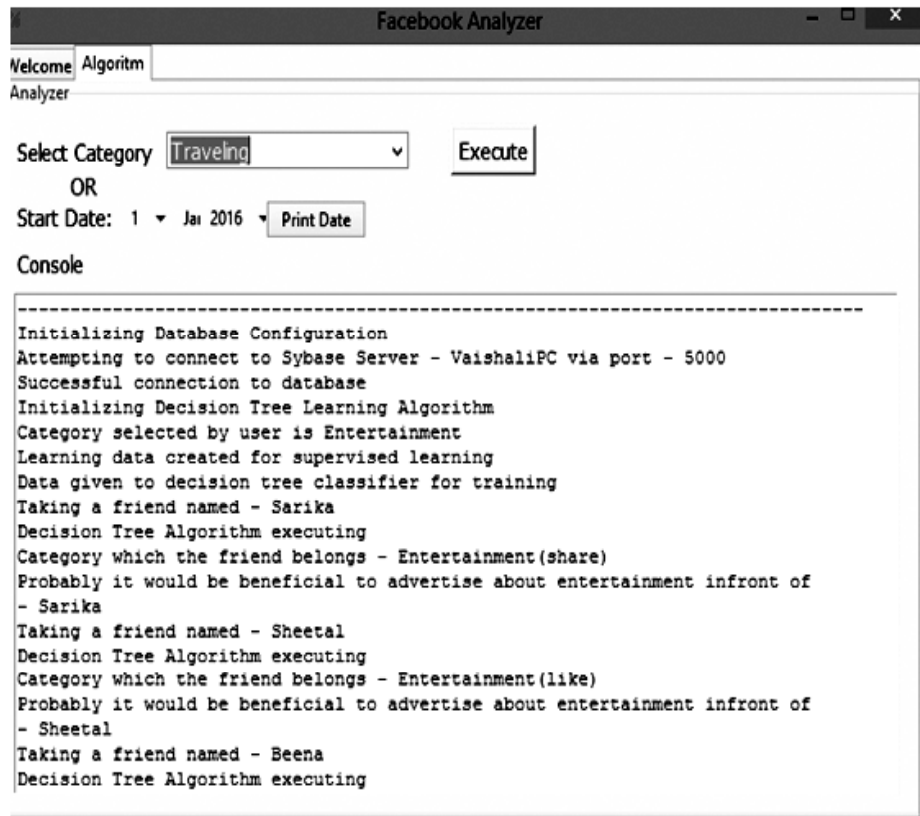 Facebook Analyzer
Welcome Algoritm
Analyzer
Select Category Traveling Execute
OR
Start Date: 1 Jan 2016 Print Date
Console
--------------------------------------------------------------------------------
Initializing Database Configuration
Attempting to connect to Sybase Server - VaishaliPC via port - 5000
Successful connection to database
Initializing Decision Tree Learning Algorithm
Category selected by user is Entertainment
Learning data created for supervised learning
Data given to decision tree classifier for training
Taking a friend named - Sarika
Decision Tree Algorithm executing
Category which the friend belongs - Entertainment(share)
Probably it would be beneficial to advertise about entertainment infront of
- Sarika
Taking a friend named - Sheetal
Decision Tree Algorithm executing
Category which the friend belongs - Entertainment(like)
Probably it would be beneficial to advertise about entertainment infront of
- Sheetal
Taking a friend named - Beena
Decision Tree Algorithm executing